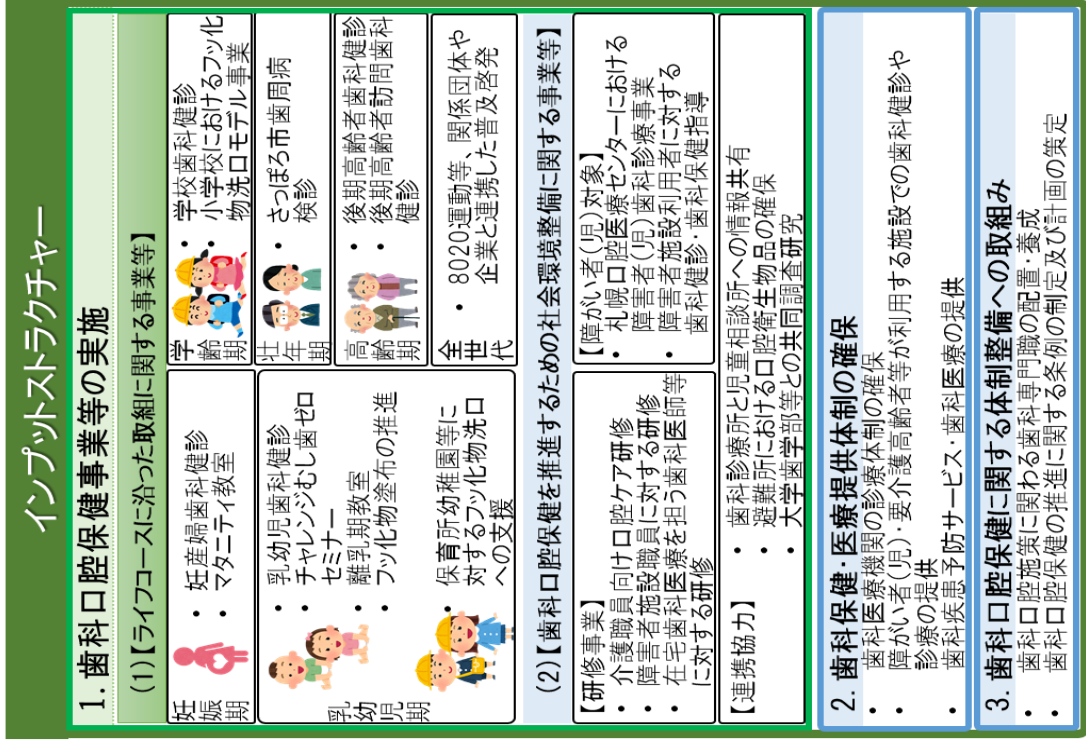 インプットストラクチャー
1. 歯科口腔保健事業等の実施
(1)【ライフコースに沿った取組に関する事業等】
妊娠期
• 妊産婦歯科健診
• マタニティ教室
乳幼児期
• 乳幼児歯科健診
• チャレンジむし歯ゼロ
セミナー
• 離乳期教室
• フッ化物塗布の推進
• 保育所幼稚園等に
対するフッ化物洗口
への支援
学齢期
• 学校歯科健診
• 小学校におけるフッ化
物洗口モデル事業
壮年期
• さっぽろ市歯周病
検診
高齢期
• 後期高齢者歯科健診
• 後期高齢者訪問歯科
健診
全世代
• 8020運動等、関係団体や
企業と連携した普及啓発
(2)【歯科口腔保健を推進するための社会環境整備に関する事業等】
【研修事業】
• 介護職員向け口腔ケア研修
• 障害者施設職員に対する研修
• 在宅歯科医療を担う歯科医師等
に対する研修
【障がい者(児)対象】
• 札幌口腔医療センターにおける
障害者(児)歯科診療事業
• 障害者施設利用者に対する
歯科健診・歯科保健指導
【連携協力】
• 歯科診療所と児童相談所への情報共有
• 避難所における口腔衛生物品の確保
• 大学歯学部等との共同調査研究
2. 歯科保健・医療提供体制の確保
• 歯科医療機関の診療体制の確保
• 障がい者(児)・要介護高齢者等が利用する施設での歯科健診や
診療の提供
• 歯科疾患予防サービス・歯科医療の提供
3. 歯科口腔保健に関する体制整備への取組み
• 歯科口腔施策に関わる歯科専門職の配置・養成
• 歯科口腔保健の推進に関する条例の制定及び計画の策定